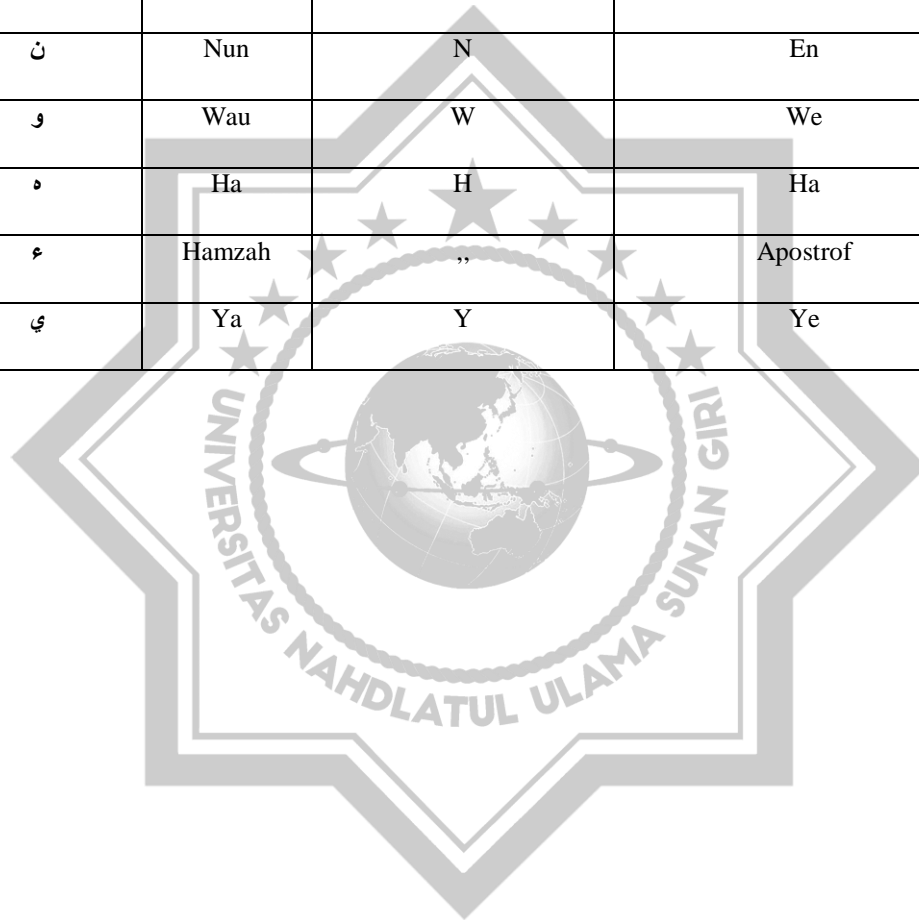 ن Nun N En
و Wau W We
ه Ha H Ha
ء Hamzah ,, Apostrof
ي Ya Y Ye
UNIVERSITAS NAHDLATUL ULAMA SUNAN GIRI